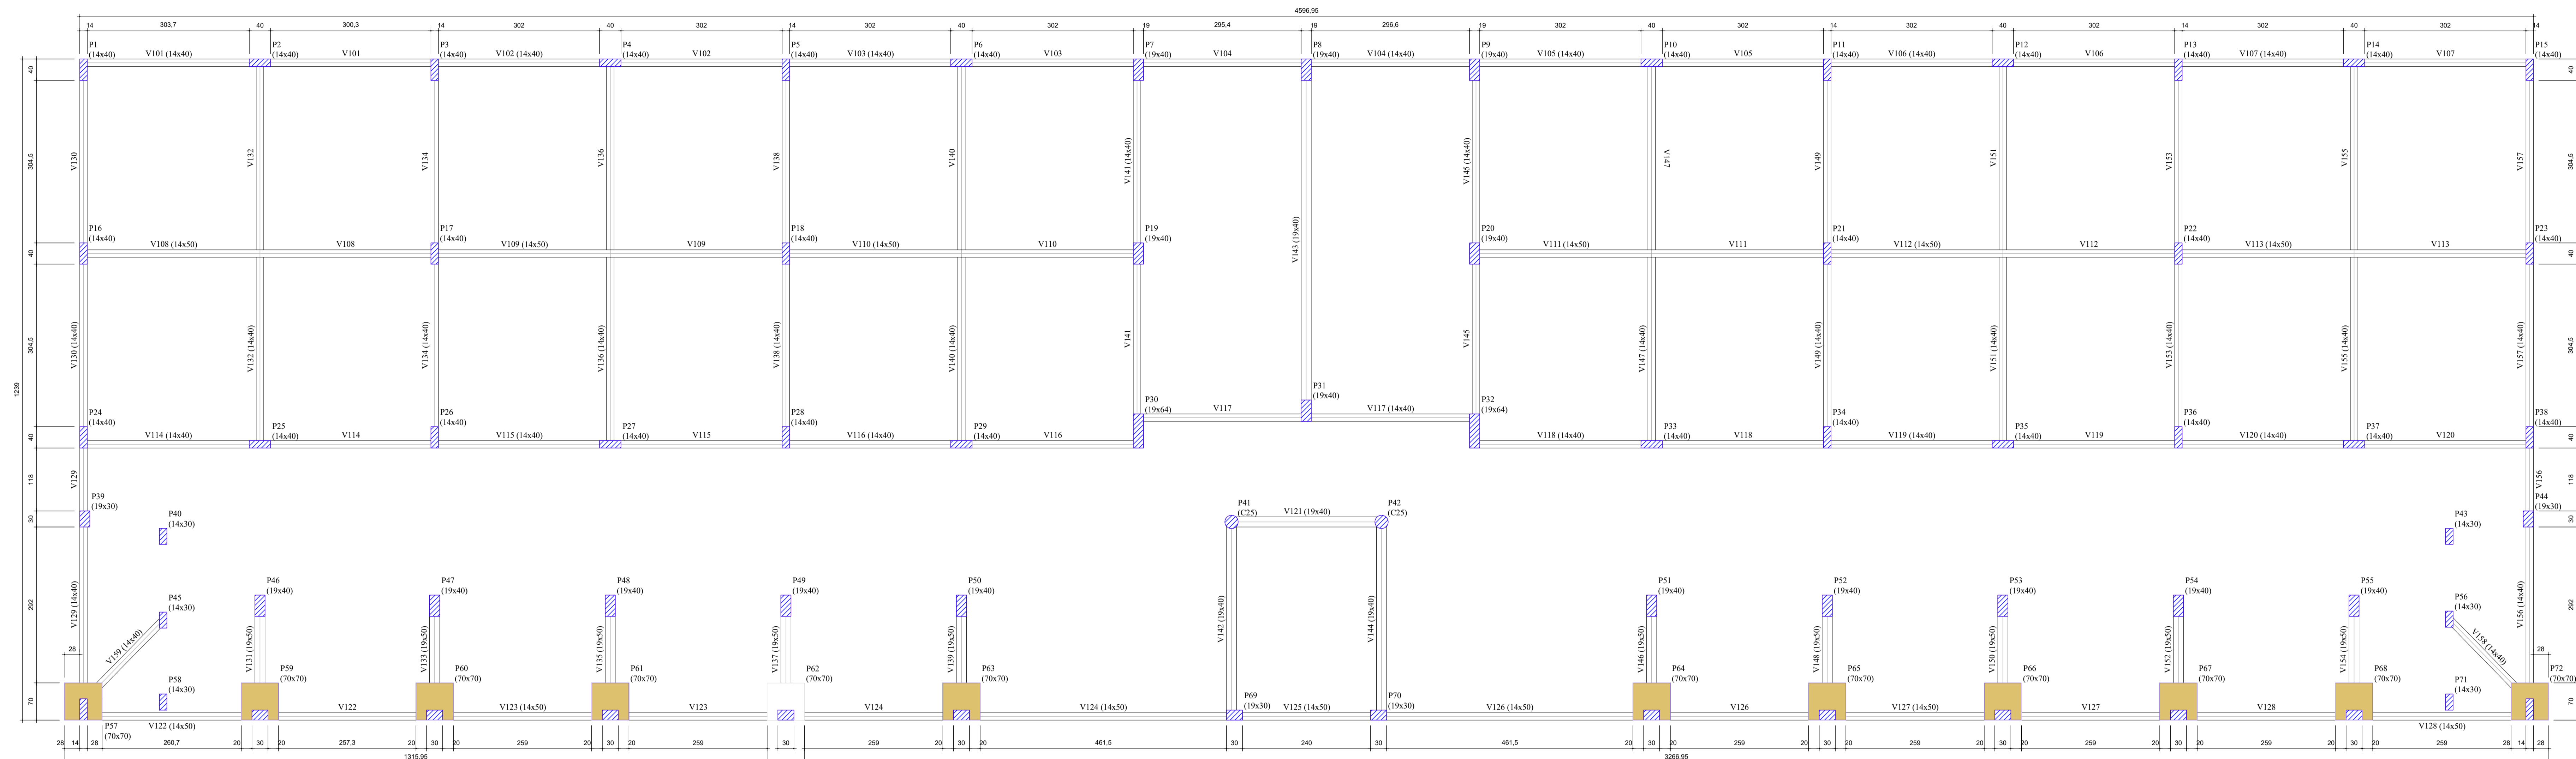 4596,95
14
303,7
40
300,3
14
302
40
302
14
302
40
302
19
295,4
19
296,6
19
302
40
302
14
302
40
302
14
302
40
302
14
P1
(14x40)
V101 (14x40)
P2
(14x40)
V101
P3
(14x40)
V102 (14x40)
P4
(14x40)
V102
P5
(14x40)
V103 (14x40)
P6
(14x40)
V103
P7
(19x40)
V104
P8
(19x40)
V104 (14x40)
P9
(19x40)
V105 (14x40)
P10
(14x40)
V105
P11
(14x40)
V106 (14x40)
P12
(14x40)
V106
P13
(14x40)
V107 (14x40)
P14
(14x40)
V107
P15
(14x40)
40
40
304,5
V130
V132
V134
V136
V138
V140
V141 (14x40)
V143 (19x40)
V145 (14x40)
V147
V149
V151
V153
V155
V157
304,5
P16
(14x40)
V108 (14x50)
V108
P17
(14x40)
V109 (14x50)
V109
P18
(14x40)
V110 (14x50)
V110
P19
(19x40)
P20
(19x40)
V111 (14x50)
V111
P21
(14x40)
V112 (14x50)
V112
P22
(14x40)
V113 (14x50)
V113
P23
(14x40)
40
40
1239
304,5
V130 (14x40)
V132 (14x40)
V134 (14x40)
V136 (14x40)
V138 (14x40)
V140 (14x40)
V141
V145
V147 (14x40)
V149 (14x40)
V151 (14x40)
V153 (14x40)
V155 (14x40)
V157 (14x40)
304,5
P30
(19x64)
V117
P31
(19x40)
V117 (14x40)
P32
(19x64)
P24
(14x40)
V114 (14x40)
P25
(14x40)
V114
P26
(14x40)
V115 (14x40)
P27
(14x40)
V115
P28
(14x40)
V116 (14x40)
P29
(14x40)
V116
V118 (14x40)
P33
(14x40)
V118
P34
(14x40)
V119 (14x40)
P35
(14x40)
V119
P36
(14x40)
V120 (14x40)
P37
(14x40)
V120
P38
(14x40)
40
40
118
V129
V156
118
P39
(19x30)
P40
(14x30)
P41
(C25)
V121 (19x40)
P42
(C25)
P43
(14x30)
P44
(19x30)
30
30
292
V129 (14x40)
P45
(14x30)
V159 (14x40)
P46
(19x40)
V131 (19x50)
P47
(19x40)
V133 (19x50)
P48
(19x40)
V135 (19x50)
P49
(19x40)
V137 (19x50)
P50
(19x40)
V139 (19x50)
V142 (19x40)
V144 (19x40)
P51
(19x40)
V146 (19x50)
P52
(19x40)
V148 (19x50)
P53
(19x40)
V150 (19x50)
P54
(19x40)
V152 (19x50)
P55
(19x40)
V154 (19x50)
P56
(14x30)
V158 (14x40)
V156 (14x40)
292
28
28
P58
(14x30)
P59
(70x70)
P60
(70x70)
P61
(70x70)
P62
(70x70)
P63
(70x70)
P69
(19x30)
P70
(19x30)
P64
(70x70)
P65
(70x70)
P66
(70x70)
P67
(70x70)
P68
(70x70)
P71
(14x30)
P72
(70x70)
70
70
P57
(70x70)
V122 (14x50)
V122
V123 (14x50)
V123
V124
V124 (14x50)
V125 (14x50)
V126 (14x50)
V126
V127 (14x50)
V127
V128
V128 (14x50)
28
14
28
260,7
20
30
20
257,3
20
30
20
259
20
30
20
259
30
259
20
30
20
461,5
30
240
30
461,5
20
30
20
259
20
30
20
259
20
30
20
259
20
30
20
259
20
30
20
259
28
14
28
1315,95
3266,95